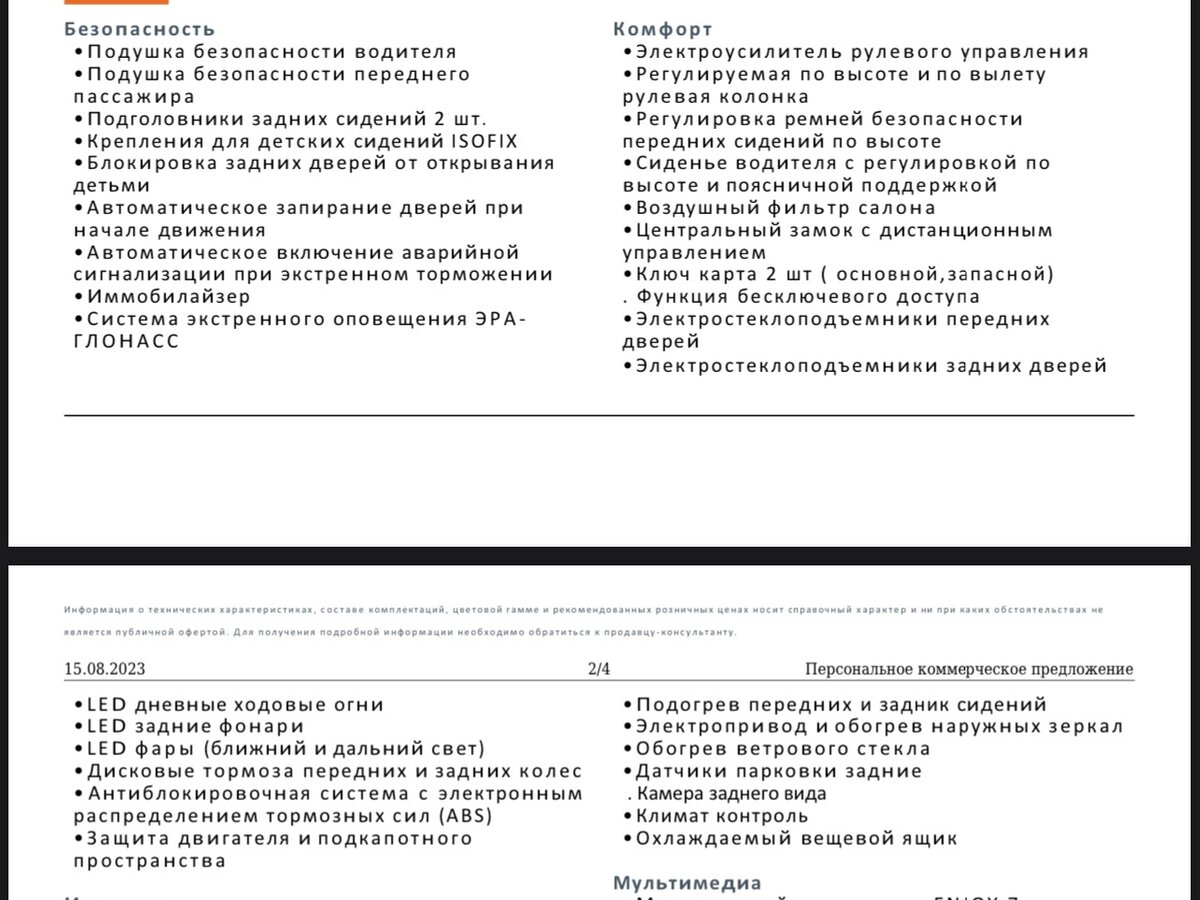 Безопасность
•Подушка безопасности водителя
•Подушка безопасности переднего
пассажира
•Подголовники задних сидений 2 шт.
•Крепления для детских сидений ISOFIX
•Блокировка задних дверей от открывания
детьми
•Автоматическое запирание дверей при
начале движения
•Автоматическое включение аварийной
сигнализации при экстренном торможении
•Иммобилайзер
•Система экстренного оповещения ЭРА-
ГЛОНАСС
Комфорт
•Электроусилитель рулевого управления
•Регулируемая по высоте и по вылету
рулевая колонка
•Регулировка ремней безопасности
передних сидений по высоте
•Сиденье водителя с регулировкой по
высоте и поясничной поддержкой
•Воздушный фильтр салона
•Центральный замок с дистанционным
управлением
•Ключ карта 2 шт ( основной,запасной)
. Функция бесключевого доступа
•Электростеклоподъемники передних
дверей
•Электростеклоподъемники задних дверей
Информация о технических характеристиках, составе комплектаций, цветовой гамме и рекомендованных розничных ценах носит справочный характер и ни при каких обстоятельствах не
является публичной офертой. Для получения подробной информации необходимо обратиться к продавцу-консультанту.
15.08.2023 2/4 Персональное коммерческое предложение
•LED дневные ходовые огни
•LED задние фонари
•LED фары (ближний и дальний свет)
•Дисковые тормоза передних и задних колес
•Антиблокировочная система с электронным
распределением тормозных сил (ABS)
•Защита двигателя и подкапотного
пространства
•Подогрев передних и задник сидений
•Электропривод и обогрев наружных зеркал
•Обогрев ветрового стекла
•Датчики парковки задние
. Камера заднего вида
•Климат контроль
•Охлаждаемый вещевой ящик
Мультимедиа